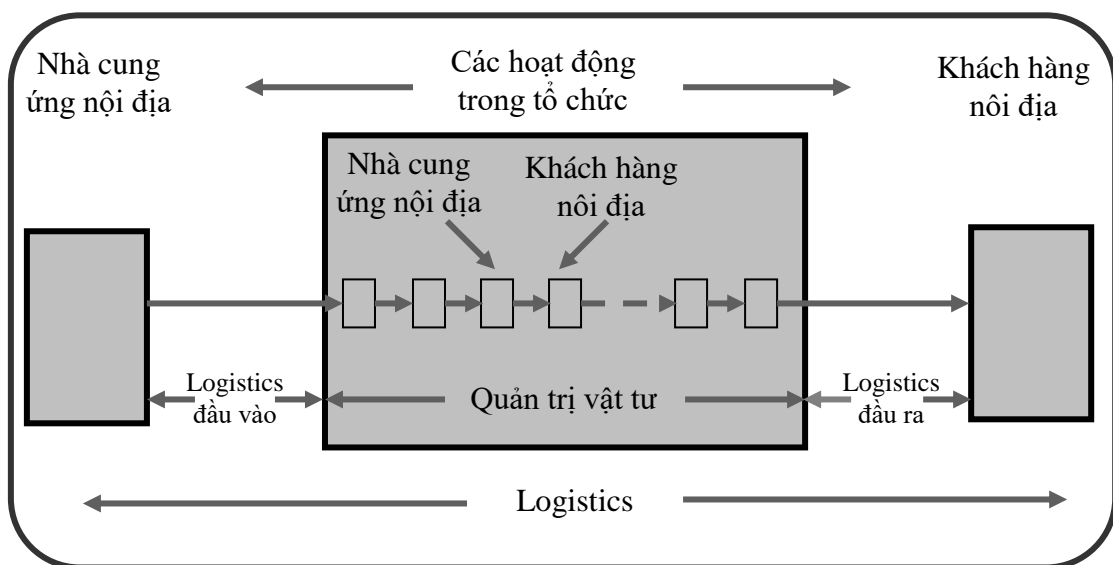 Nhà cung
ứng nội địa
Các hoạt động
trong tổ chức
Khách hàng
nôi địa
Nhà cung
ứng nội địa
Khách hàng
nôi địa
Logistics
đầu vào
Quản trị vật tư
Logistics
đầu ra
Logistics